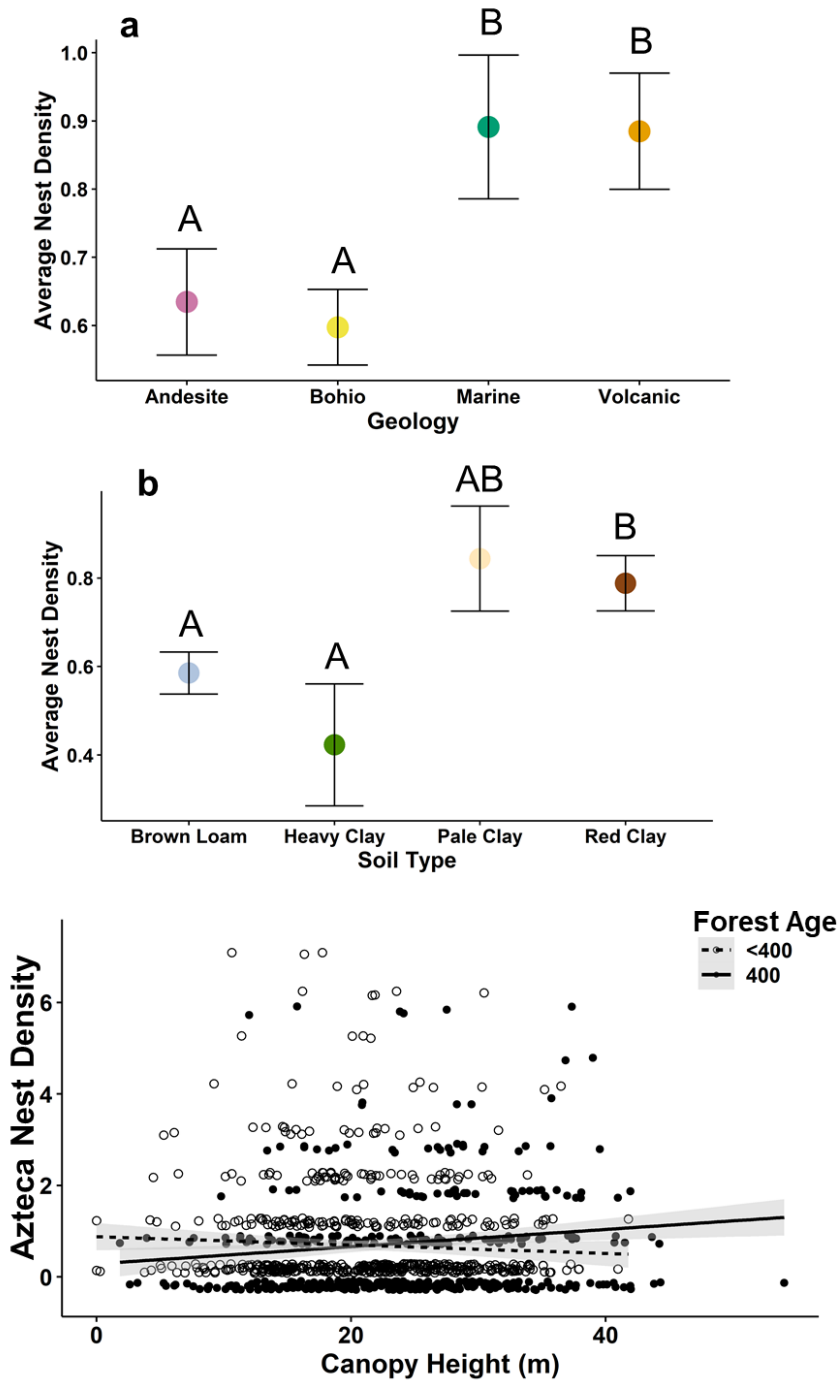 a
B
B
A
A
1.0
0.9
0.8
0.7
0.6
Average Nest Density
Andesite Bohio Marine Volcanic
Geology
b
AB
B
A
A
0.8
0.6
0.4
Average Nest Density
Brown Loam Heavy Clay Pale Clay Red Clay
Soil Type
Forest Age
<400
400
6
4
2
0
Azteca Nest Density
0 20 40
Canopy Height (m)